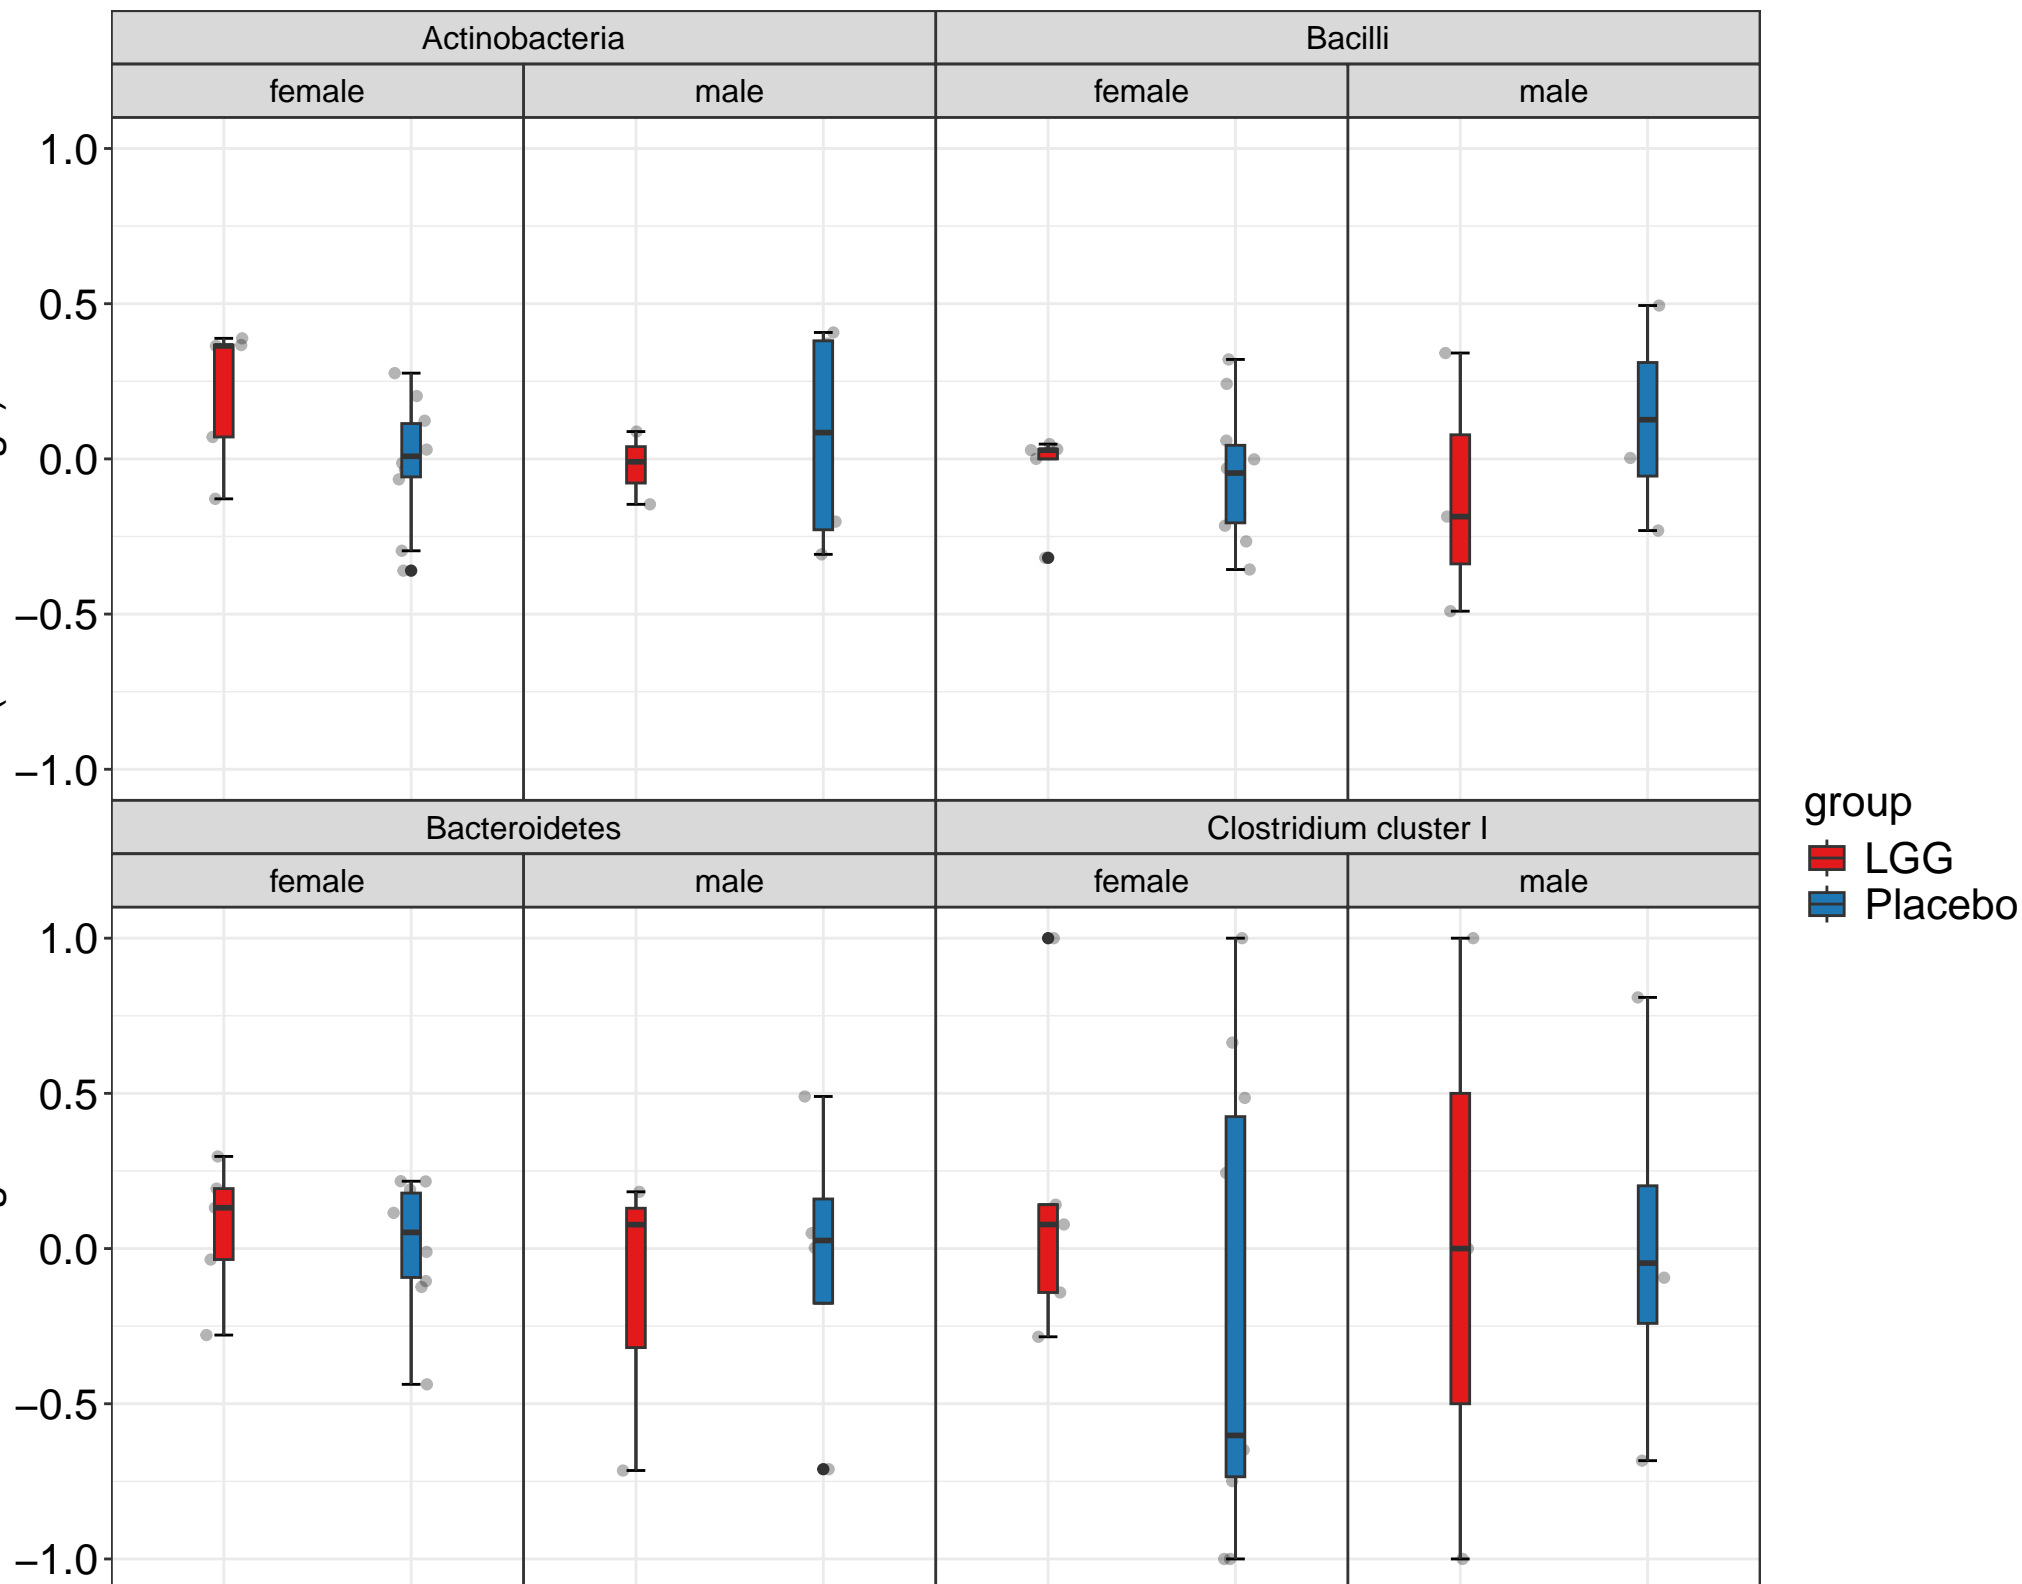 Actinobacteria Bacilli
female male female male
1.0
0.5
0.0
−0.5
−1.0
Bacteroidetes Clostridium cluster I
female male female male
1.0
0.5
0.0
−0.5
−1.0
group
LGG
Placebo